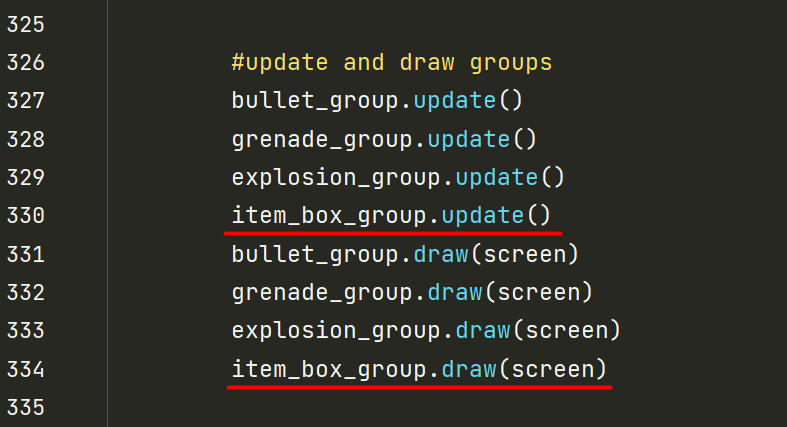 325
326 #update and draw groups
327 bullet_group.update()
328 grenade_group.update()
329 explosion_group.update()
330 item_box_group.update()
331 bullet_group.draw(screen)
332 grenade_group.draw(screen)
333 explosion_group.draw(screen)
334 item_box_group.draw(screen)
335